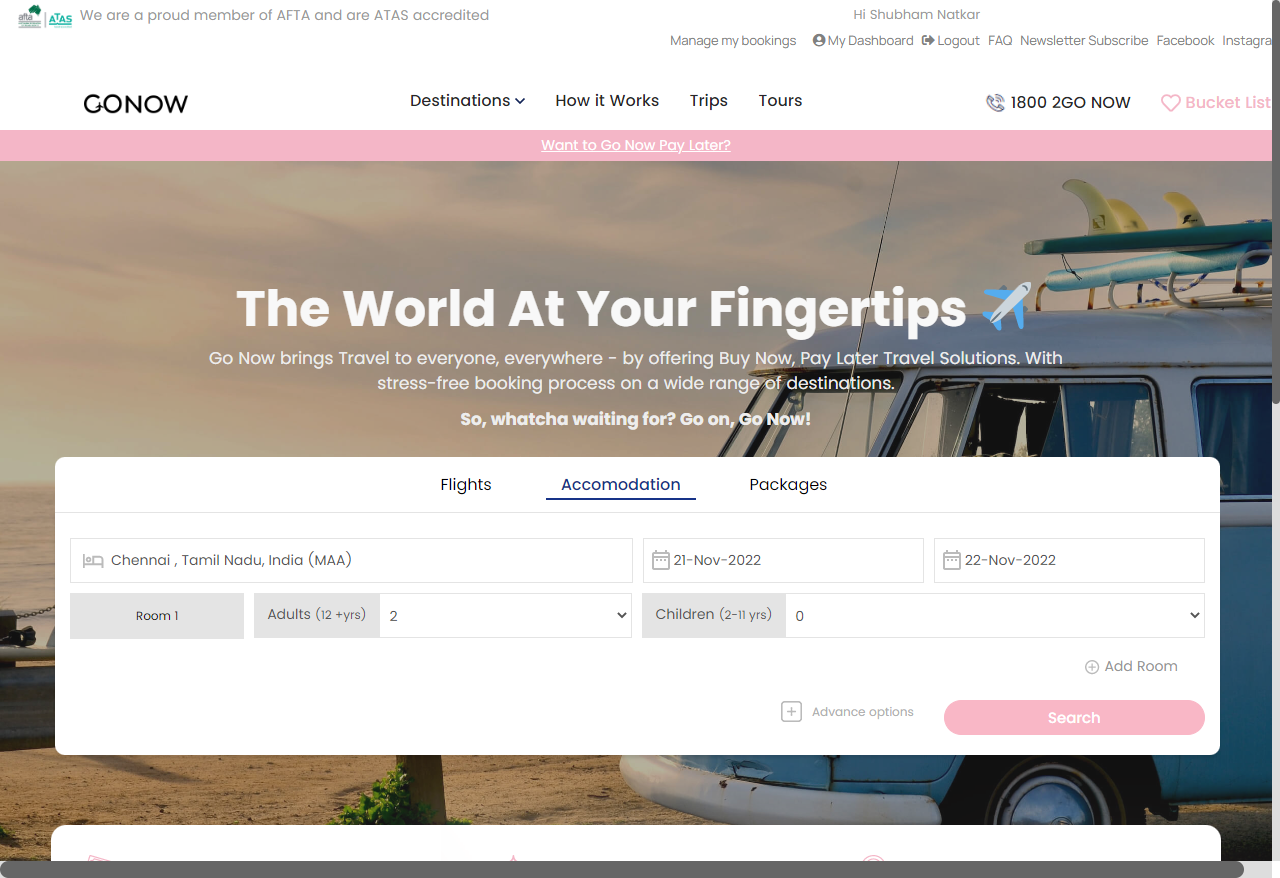 afta ATAS We are a proud member of AFTA and are ATAS accredited
Hi Shubham Natkar
Manage my bookings My Dashboard Logout FAQ Newsletter Subscribe Facebook Instagra
GONOW Destinations How it Works Trips Tours 1800 2GO NOW Bucket List
Want to Go Now Pay Later?
The World At Your Fingertips
Go Now brings Travel to everyone, everywhere - by offering Buy Now, Pay Later Travel Solutions. With
stress-free booking process on a wide range of destinations.
So, whatcha waiting for? Go on, Go Now!
Flights Accomodation Packages
Chennai , Tamil Nadu, India (MAA) 21-Nov-2022 22-Nov-2022
Room 1 Adults (12 +yrs) 2 Children (2-11 yrs) 0
Add Room
Advance options Search